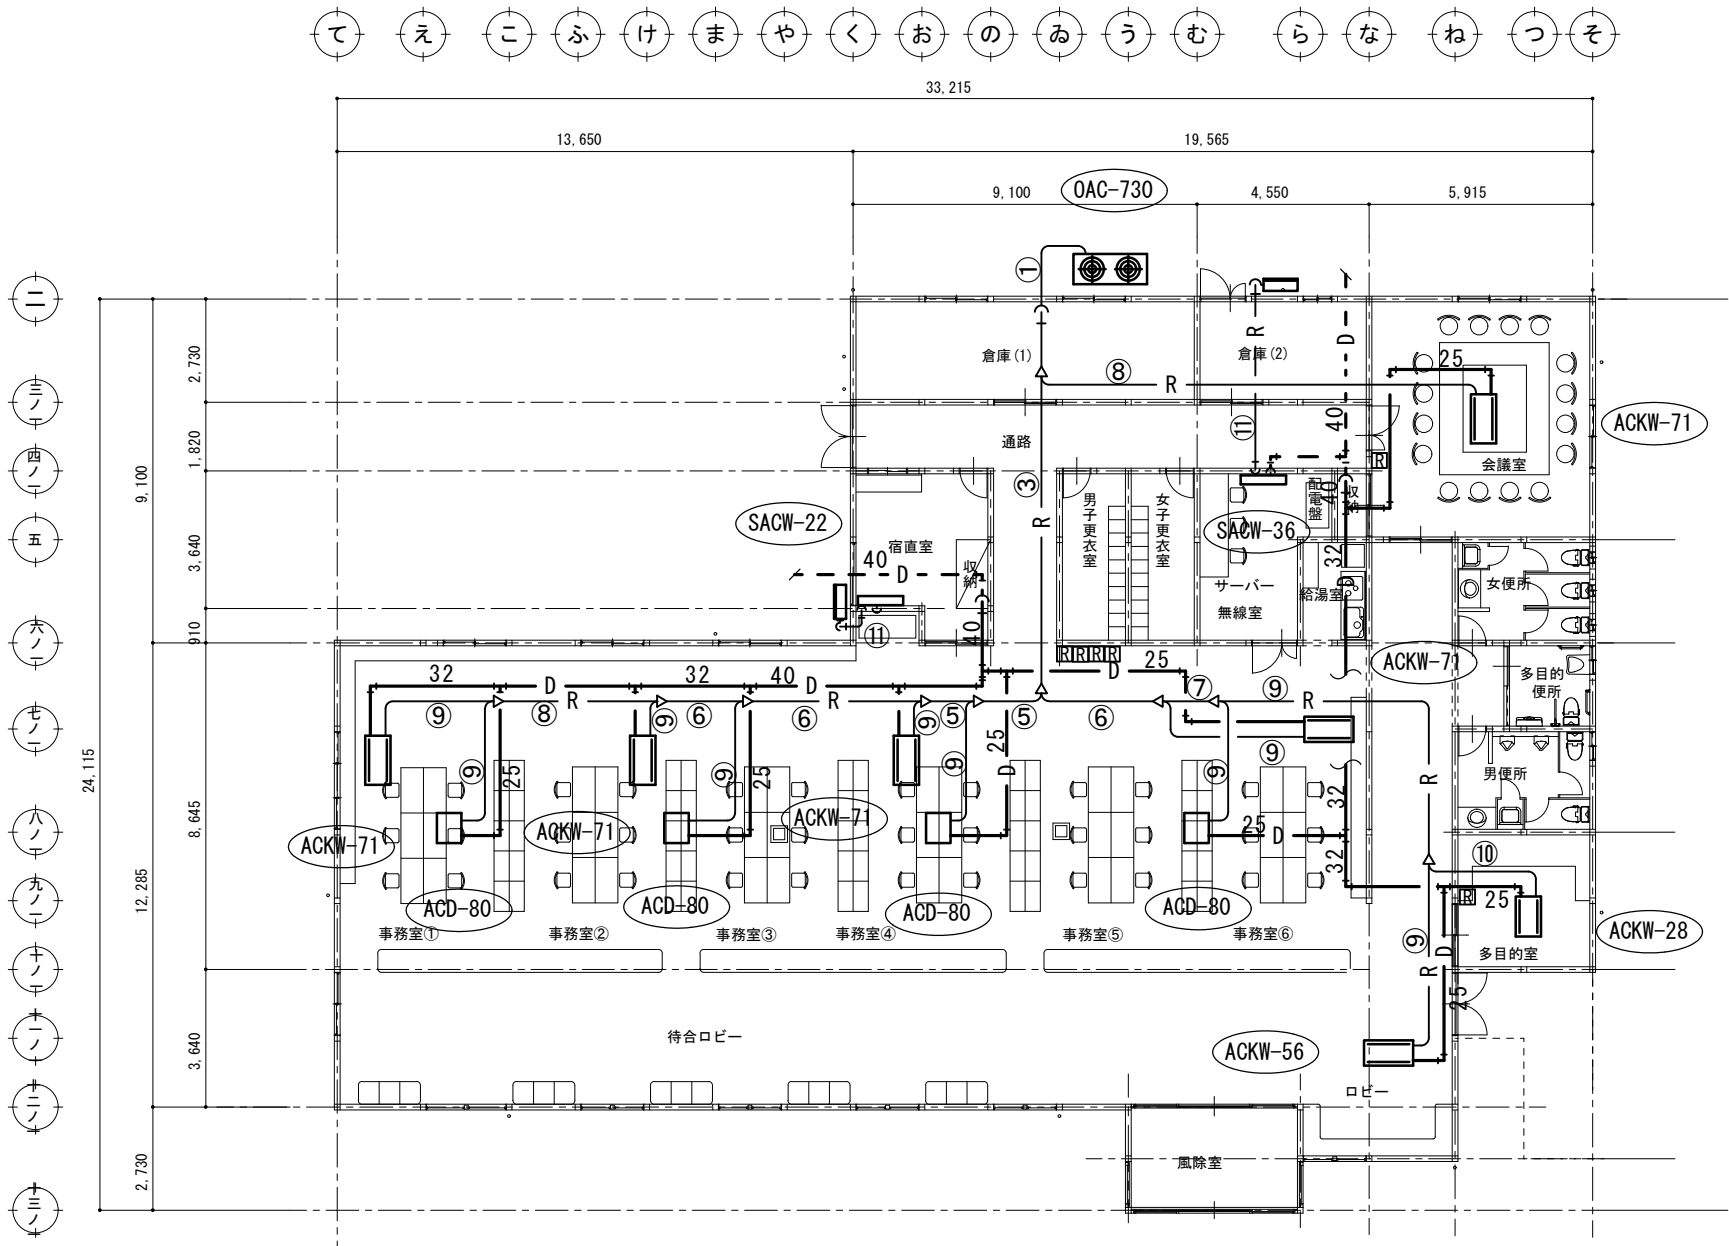 て え こ ふ け ま や く お の ゐ う む ら な ね つ そ
33,215
13,650 19,565
9,100 4,550 5,915
OAC-730
二
三ノ一
四ノ一
五
六ノ一
七ノ一
八ノ一
九ノ一
十ノ一
十一ノ一
十二ノ一
十三ノ一
24,115
9,100
12,285
2,730
2,730
1,820
3,640
910
8,645
3,640
①
R
D
倉庫(1)
倉庫(2)
⑧ R
25
ACKW-71
会議室
通路
⑪
40
R
③
R
男子更衣室
女子更衣室
配電盤
収納
40
SACW-22
SACW-36
宿直室
40 D
収納
サーバー
無線室
給湯室
32
D
女便所
⑪
40
R R R R
25
D
ACKW-71
多目的
便所
32 D 32 40 D
⑦ ⑨
⑨ ⑧ R ⑥ ⑥ R ⑨ ⑤ ⑤ ⑥ R
⑨
25
⑨
25
⑨
25
D
⑨
⑨
R
男便所
32
ACKW-71
ACKW-71
ACKW-71
25 D
32
⑩
R
25
ACD-80
ACD-80
ACD-80
ACD-80
ACKW-28
事務室①
事務室②
事務室③
事務室④
事務室⑤
事務室⑥
⑨
R
D
25
多目的室
待合ロビー
ACKW-56
ロビー
風除室